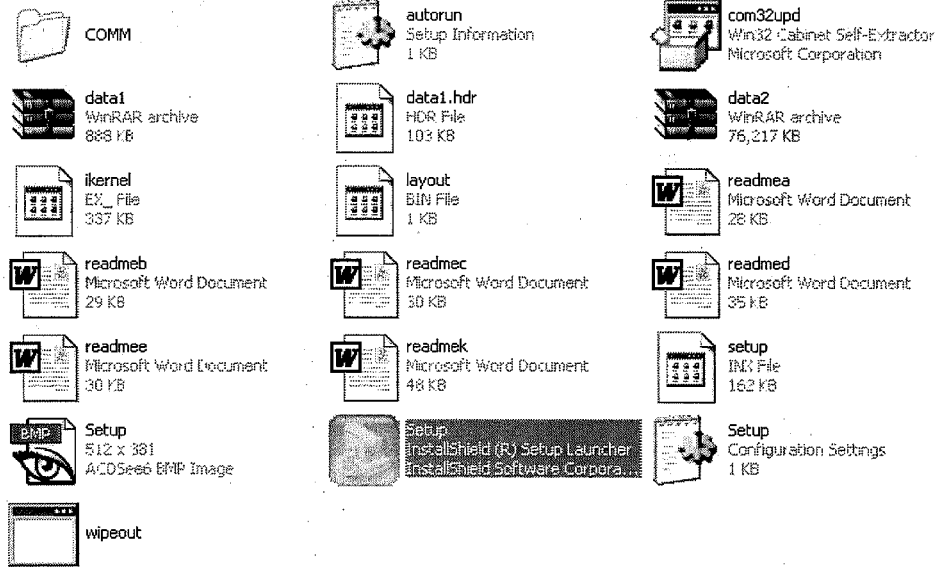 COMM
autorun
Setup Information
1 KB
com32upd
Win32 Cabinet Self-Extractor
Microsoft Corporation
data1
WinRAR archive
888 KB
data1.hdr
HDR File
103 KB
data2
WinRAR archive
76,217 KB
ikernel
EX_ File
337 KB
layout
BIN File
1 KB
readmea
Microsoft Word Document
28 KB
readmeb
Microsoft Word Document
29 KB
readmec
Microsoft Word Document
30 KB
readmed
Microsoft Word Document
35 KB
readmee
Microsoft Word Document
30 KB
readmek
Microsoft Word Document
48 KB
setup
INX File
162 KB
BMP
Setup
512 x 381
ACDSee6 BMP Image
Setup
InstallShield (R) Setup Launcher
InstallShield Software Corpora...
Setup
Configuration Settings
1 KB
wipeout